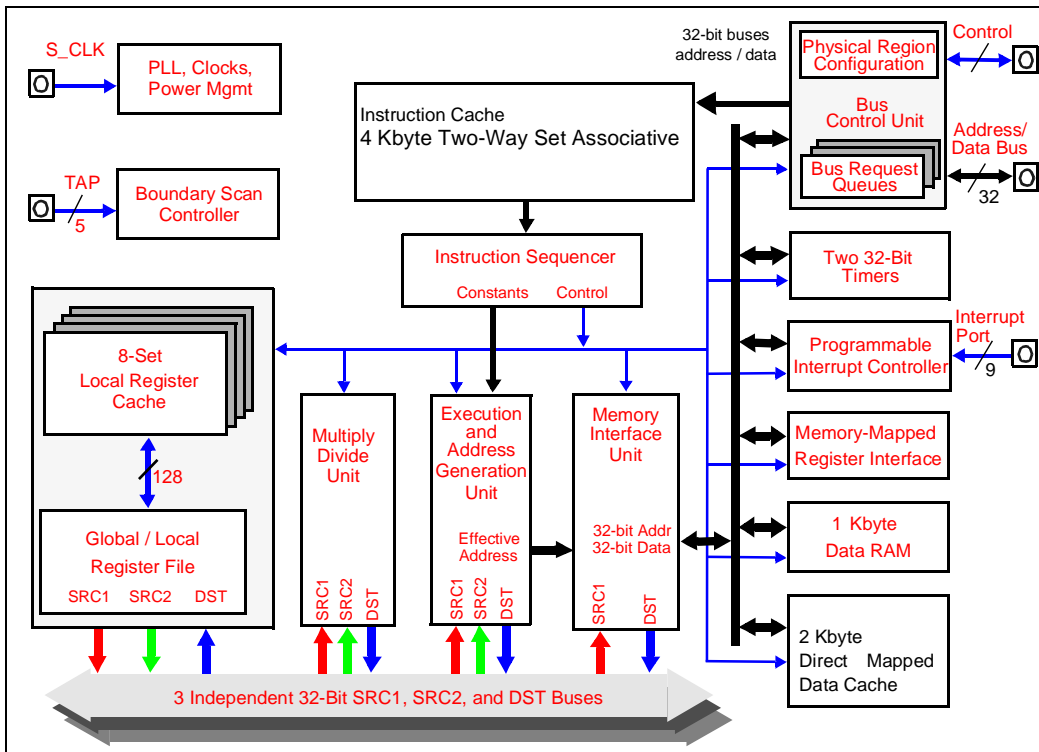 S_CLK
PLL, Clocks,
Power Mgmt
TAP
5
Boundary Scan
Controller
8-Set
Local Register
Cache
128
Global / Local
Register File
SRC1 SRC2 DST
Instruction Cache
4 Kbyte Two-Way Set Associative
Instruction Sequencer
Constants Control
Multiply
Divide
Unit
SRC1
SRC2
DST
Execution
and
Address
Generation
Unit
Effective
Address
SRC1
SRC2
DST
Memory
Interface
Unit
32-bit Addr
32-bit Data
SRC1
DST
3 Independent 32-Bit SRC1, SRC2, and DST Buses
32-bit buses
address / data
Physical Region
Configuration
Bus
Control Unit
Bus Request
Queues
Control
Address/
Data Bus
32
Two 32-Bit
Timers
Programmable
Interrupt Controller
Interrupt
Port
9
Memory-Mapped
Register Interface
1 Kbyte
Data RAM
2 Kbyte
Direct Mapped
Data Cache